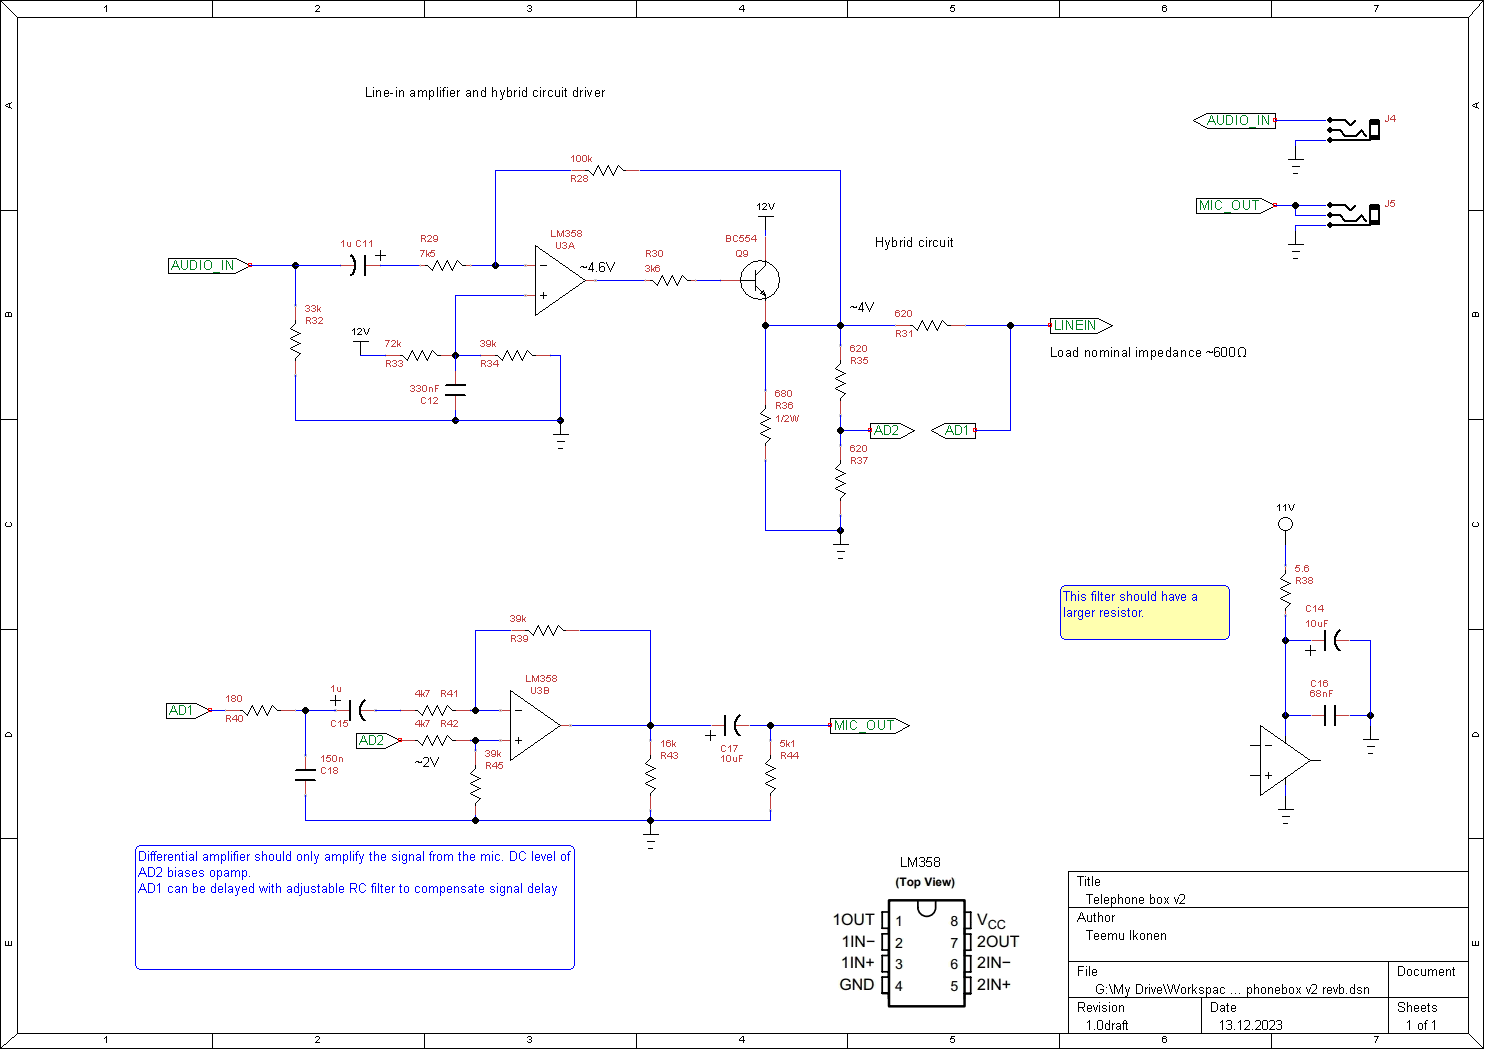 1 2 3 4 5 6 7
A A
B B
C C
D D
E E
Line-in amplifier and hybrid circuit driver
AUDIO_IN
J4
MIC_OUT
J5
100k
R28
12V
LM358
U3A
BC554
Q9
Hybrid circuit
AUDIO_IN
1u C11
+
R29
7k5
−
+
~4.6V
R30
3k6
33k
R32
12V
72k
R33
39k
R34
330nF
C12
~4V
620
R31
LINEIN
Load nominal impedance ~600Ω
620
R35
680
R36
1/2W
AD2
AD1
620
R37
11V
5.6
R38
C14
10uF
+
C16
68nF
−
+
This filter should have a
larger resistor.
39k
R39
LM358
U3B
AD1
180
R40
1u
+
C15
4k7 R41
4k7 R42
AD2
~2V
−
+
39k
R45
150n
C18
16k
R43
+
C17
10uF
5k1
R44
MIC_OUT
Differential amplifier should only amplify the signal from the mic. DC level of
AD2 biases opamp.
AD1 can be delayed with adjustable RC filter to compensate signal delay
LM358
(Top View)
1OUT 1 8 VCC
1IN− 2 7 2OUT
1IN+ 3 6 2IN−
GND 4 5 2IN+
Title
Telephone box v2
Author
Teemu Ikonen
File
G:\My Drive\Workspac ... phonebox v2 revb.dsn
Document
Revision
1.0draft
Date
13.12.2023
Sheets
1 of 1
1 2 3 4 5 6 7